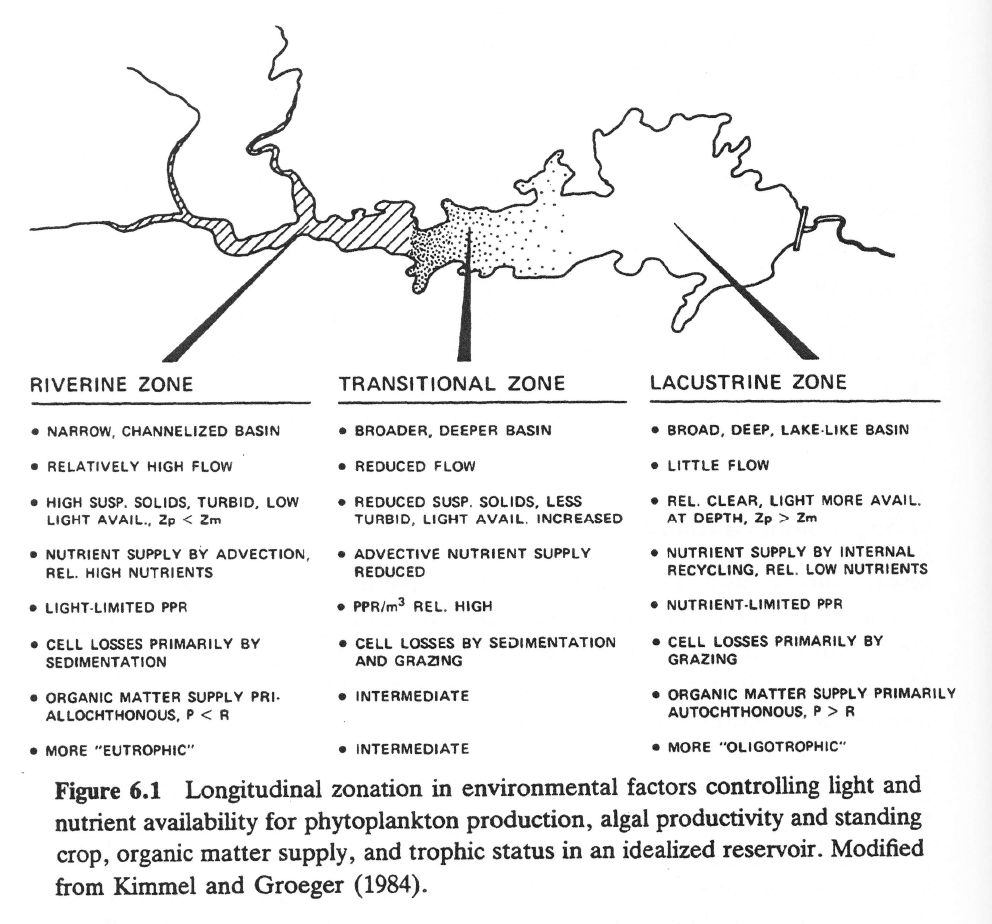 RIVERINE ZONE
• NARROW, CHANNELIZED BASIN
• RELATIVELY HIGH FLOW
• HIGH SUSP. SOLIDS, TURBID, LOW
LIGHT AVAIL., Zp < Zm
• NUTRIENT SUPPLY BY ADVECTION,
REL. HIGH NUTRIENTS
• LIGHT-LIMITED PPR
• CELL LOSSES PRIMARILY BY
SEDIMENTATION
• ORGANIC MATTER SUPPLY PRI-
ALLOCHTHONOUS, P < R
• MORE "EUTROPHIC"
TRANSITIONAL ZONE
• BROADER, DEEPER BASIN
• REDUCED FLOW
• REDUCED SUSP. SOLIDS, LESS
TURBID, LIGHT AVAIL. INCREASED
• ADVECTIVE NUTRIENT SUPPLY
REDUCED
• PPR/m³ REL. HIGH
• CELL LOSSES BY SEDIMENTATION
AND GRAZING
• INTERMEDIATE
• INTERMEDIATE
LACUSTRINE ZONE
• BROAD, DEEP, LAKE-LIKE BASIN
• LITTLE FLOW
• REL. CLEAR, LIGHT MORE AVAIL.
AT DEPTH, Zp > Zm
• NUTRIENT SUPPLY BY INTERNAL
RECYCLING, REL. LOW NUTRIENTS
• NUTRIENT-LIMITED PPR
• CELL LOSSES PRIMARILY BY
GRAZING
• ORGANIC MATTER SUPPLY PRIMARILY
AUTOCHTHONOUS, P > R
• MORE "OLIGOTROPHIC"
Figure 6.1 Longitudinal zonation in environmental factors controlling light and
nutrient availability for phytoplankton production, algal productivity and standing
crop, organic matter supply, and trophic status in an idealized reservoir. Modified
from Kimmel and Groeger (1984).